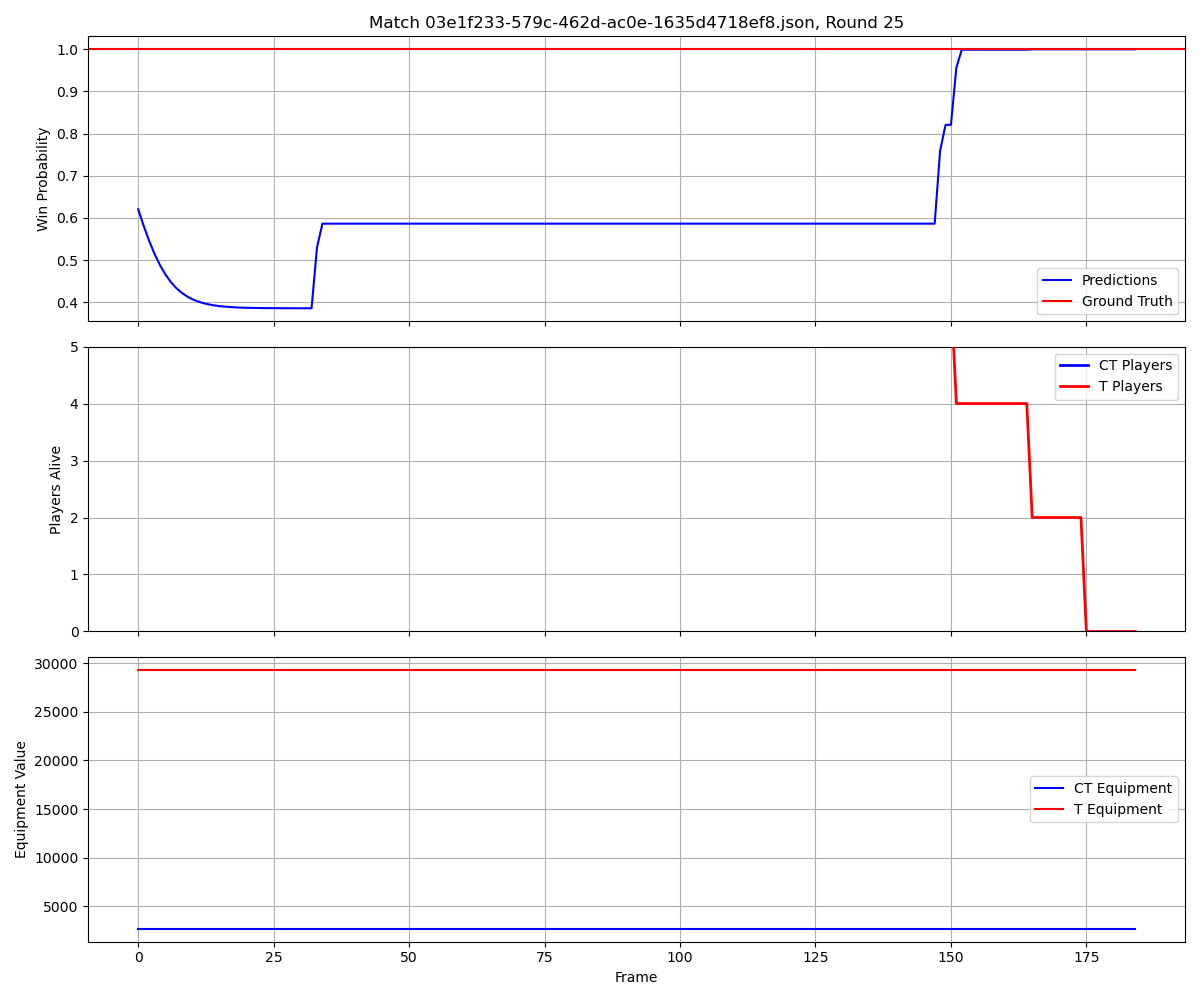 Match 03e1f233-579c-462d-ac0e-1635d4718ef8.json, Round 25
1.0
0.9
0.8
0.7
0.6
0.5
0.4
Win Probability
Predictions
Ground Truth
5
4
3
2
1
0
Players Alive
CT Players
T Players
30000
25000
20000
15000
10000
5000
Equipment Value
CT Equipment
T Equipment
0 25 50 75 100 125 150 175
Frame